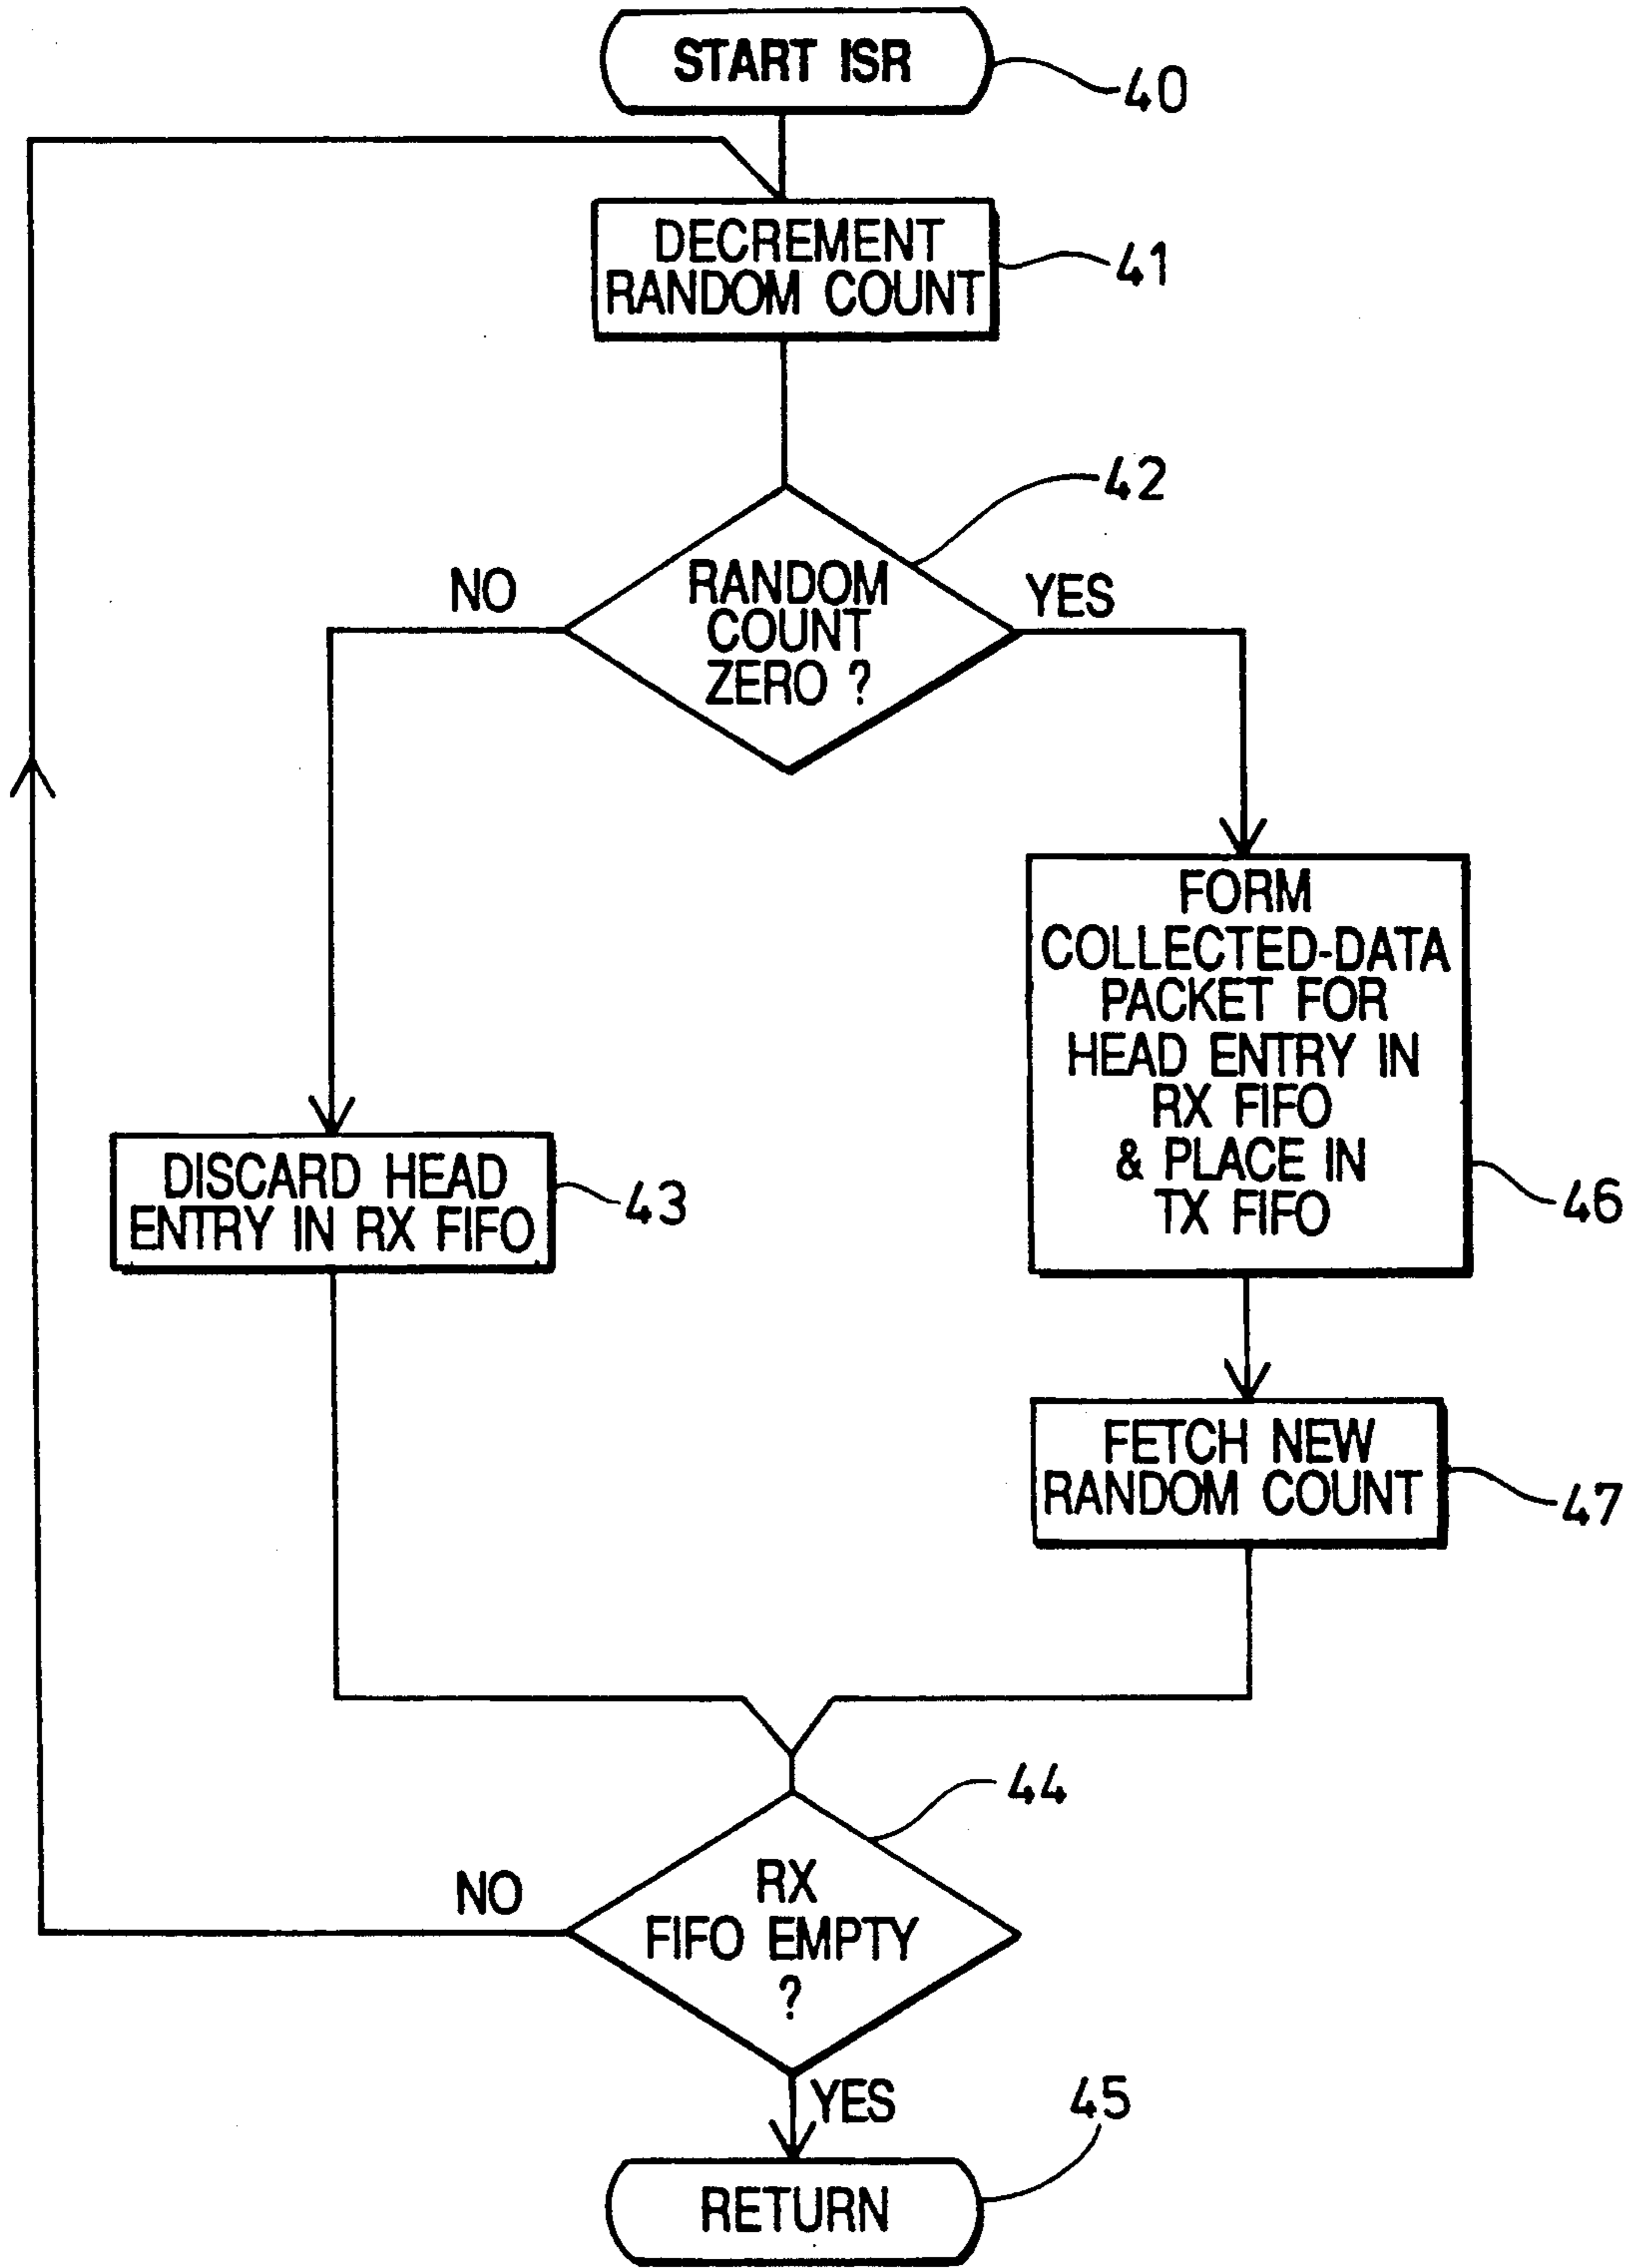 START ISR
40
DECREMENT
RANDOM COUNT
41
42
NO
RANDOM
COUNT
ZERO ?
YES
FORM
COLLECTED-DATA
PACKET FOR
HEAD ENTRY IN
RX FIFO
& PLACE IN
TX FIFO
46
DISCARD HEAD
ENTRY IN RX FIFO
43
FETCH NEW
RANDOM COUNT
47
44
NO
RX
FIFO EMPTY
?
YES
45
RETURN